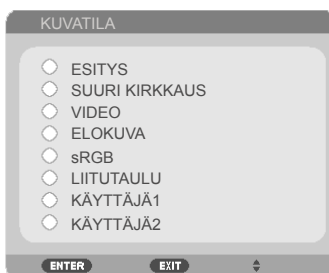 KUVATILA
ESITYS
SUURI KIRKKAUS
VIDEO
ELOKUVA
sRGB
LIITUTAULU
KÄYTTÄJÄ1
KÄYTTÄJÄ2
ENTER EXIT